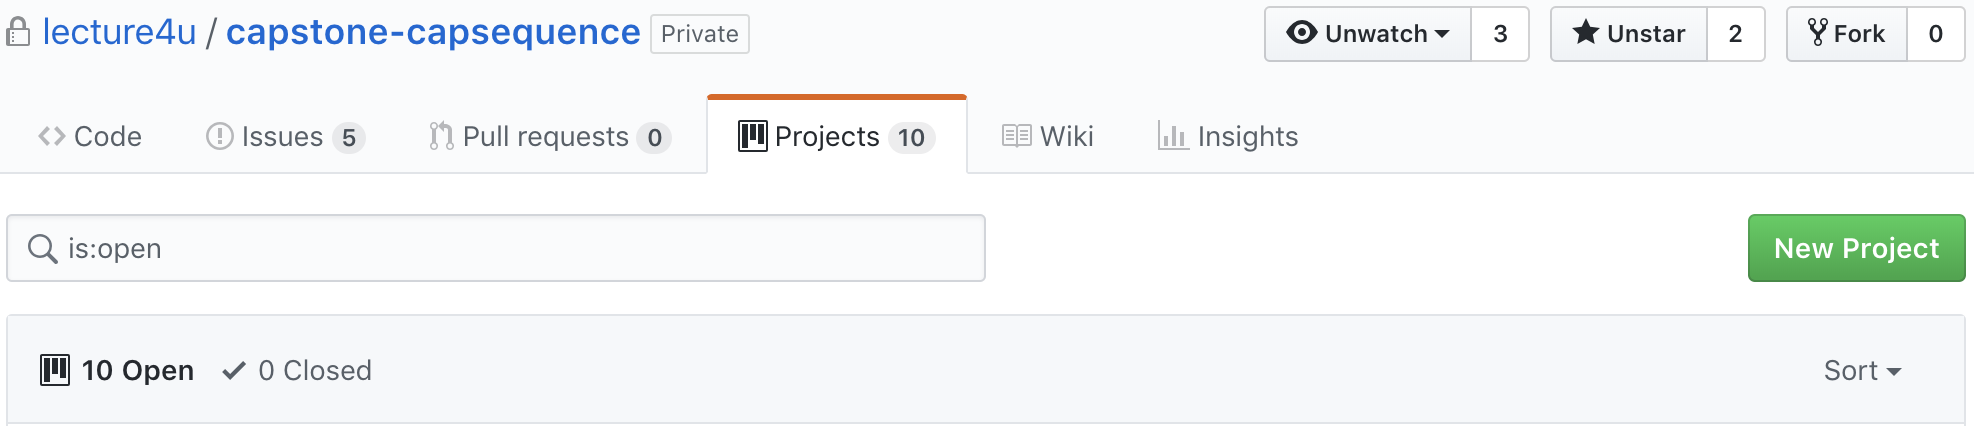 lecture4u / capstone-capsequence Private Unwatch 3 Unstar 2 Fork 0
Code Issues 5 Pull requests 0 Projects 10 Wiki Insights
is:open New Project
10 Open 0 Closed Sort